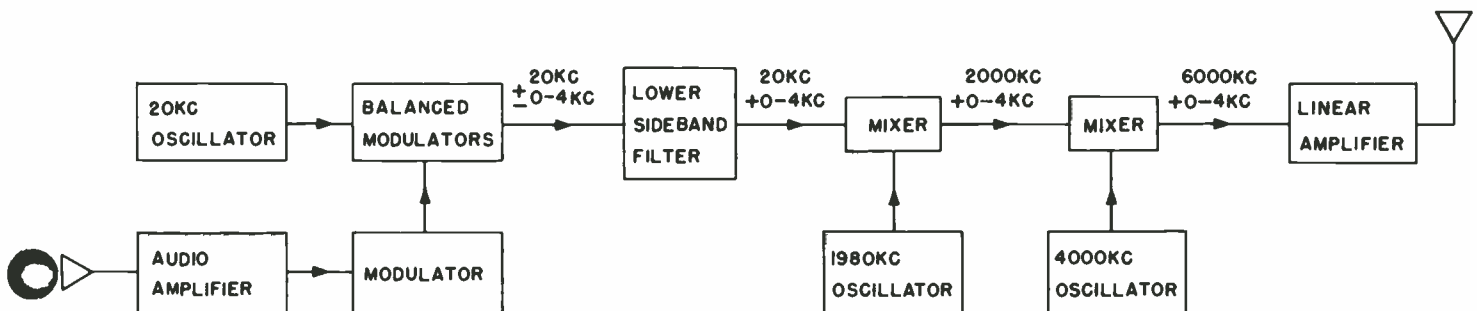 20KC
OSCILLATOR
BALANCED
MODULATORS
20KC
± 0-4KC
LOWER
SIDEBAND
FILTER
20KC
+0-4KC
MIXER
2000KC
+0-4KC
MIXER
6000KC
+0-4KC
LINEAR
AMPLIFIER
AUDIO
AMPLIFIER
MODULATOR
1980KC
OSCILLATOR
4000KC
OSCILLATOR